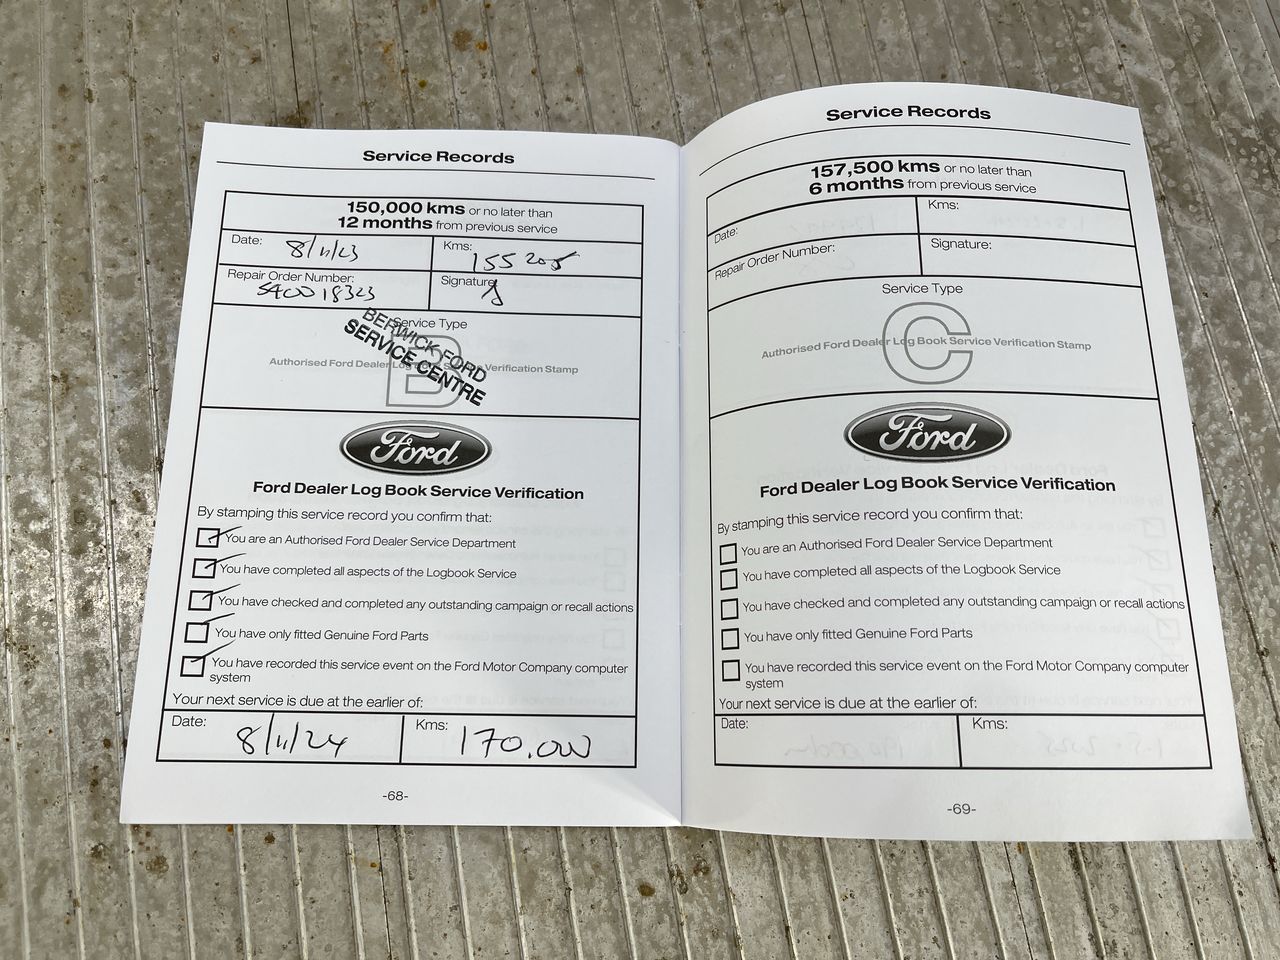 Service Records
150,000 kms or no later than
12 months from previous service
Date: 8/11/23
Kms: 155205
Repair Order Number:
SA0018323
Signature:
Service Type
B
Authorised Ford Dealer Log Book Service Verification Stamp
BERWICK FORD
SERVICE CENTRE
Ford
Ford Dealer Log Book Service Verification
By stamping this service record you confirm that:
You are an Authorised Ford Dealer Service Department
You have completed all aspects of the Logbook Service
You have checked and completed any outstanding campaign or recall actions
You have only fitted Genuine Ford Parts
You have recorded this service event on the Ford Motor Company computer
system
Your next service is due at the earlier of:
Date: 8/11/24
Kms: 170.000
-68-
Service Records
157,500 kms or no later than
6 months from previous service
Date:
Kms:
Repair Order Number:
Signature:
Service Type
C
Authorised Ford Dealer Log Book Service Verification Stamp
Ford
Ford Dealer Log Book Service Verification
By stamping this service record you confirm that:
You are an Authorised Ford Dealer Service Department
You have completed all aspects of the Logbook Service
You have checked and completed any outstanding campaign or recall actions
You have only fitted Genuine Ford Parts
You have recorded this service event on the Ford Motor Company computer
system
Your next service is due at the earlier of:
Date:
Kms:
-69-